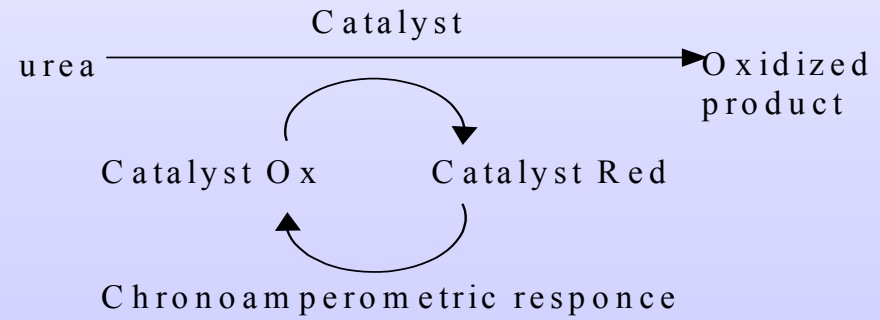 Catalyst
urea
Oxidized
product
Catalyst Ox
Catalyst Red
Chronoamperometric responce